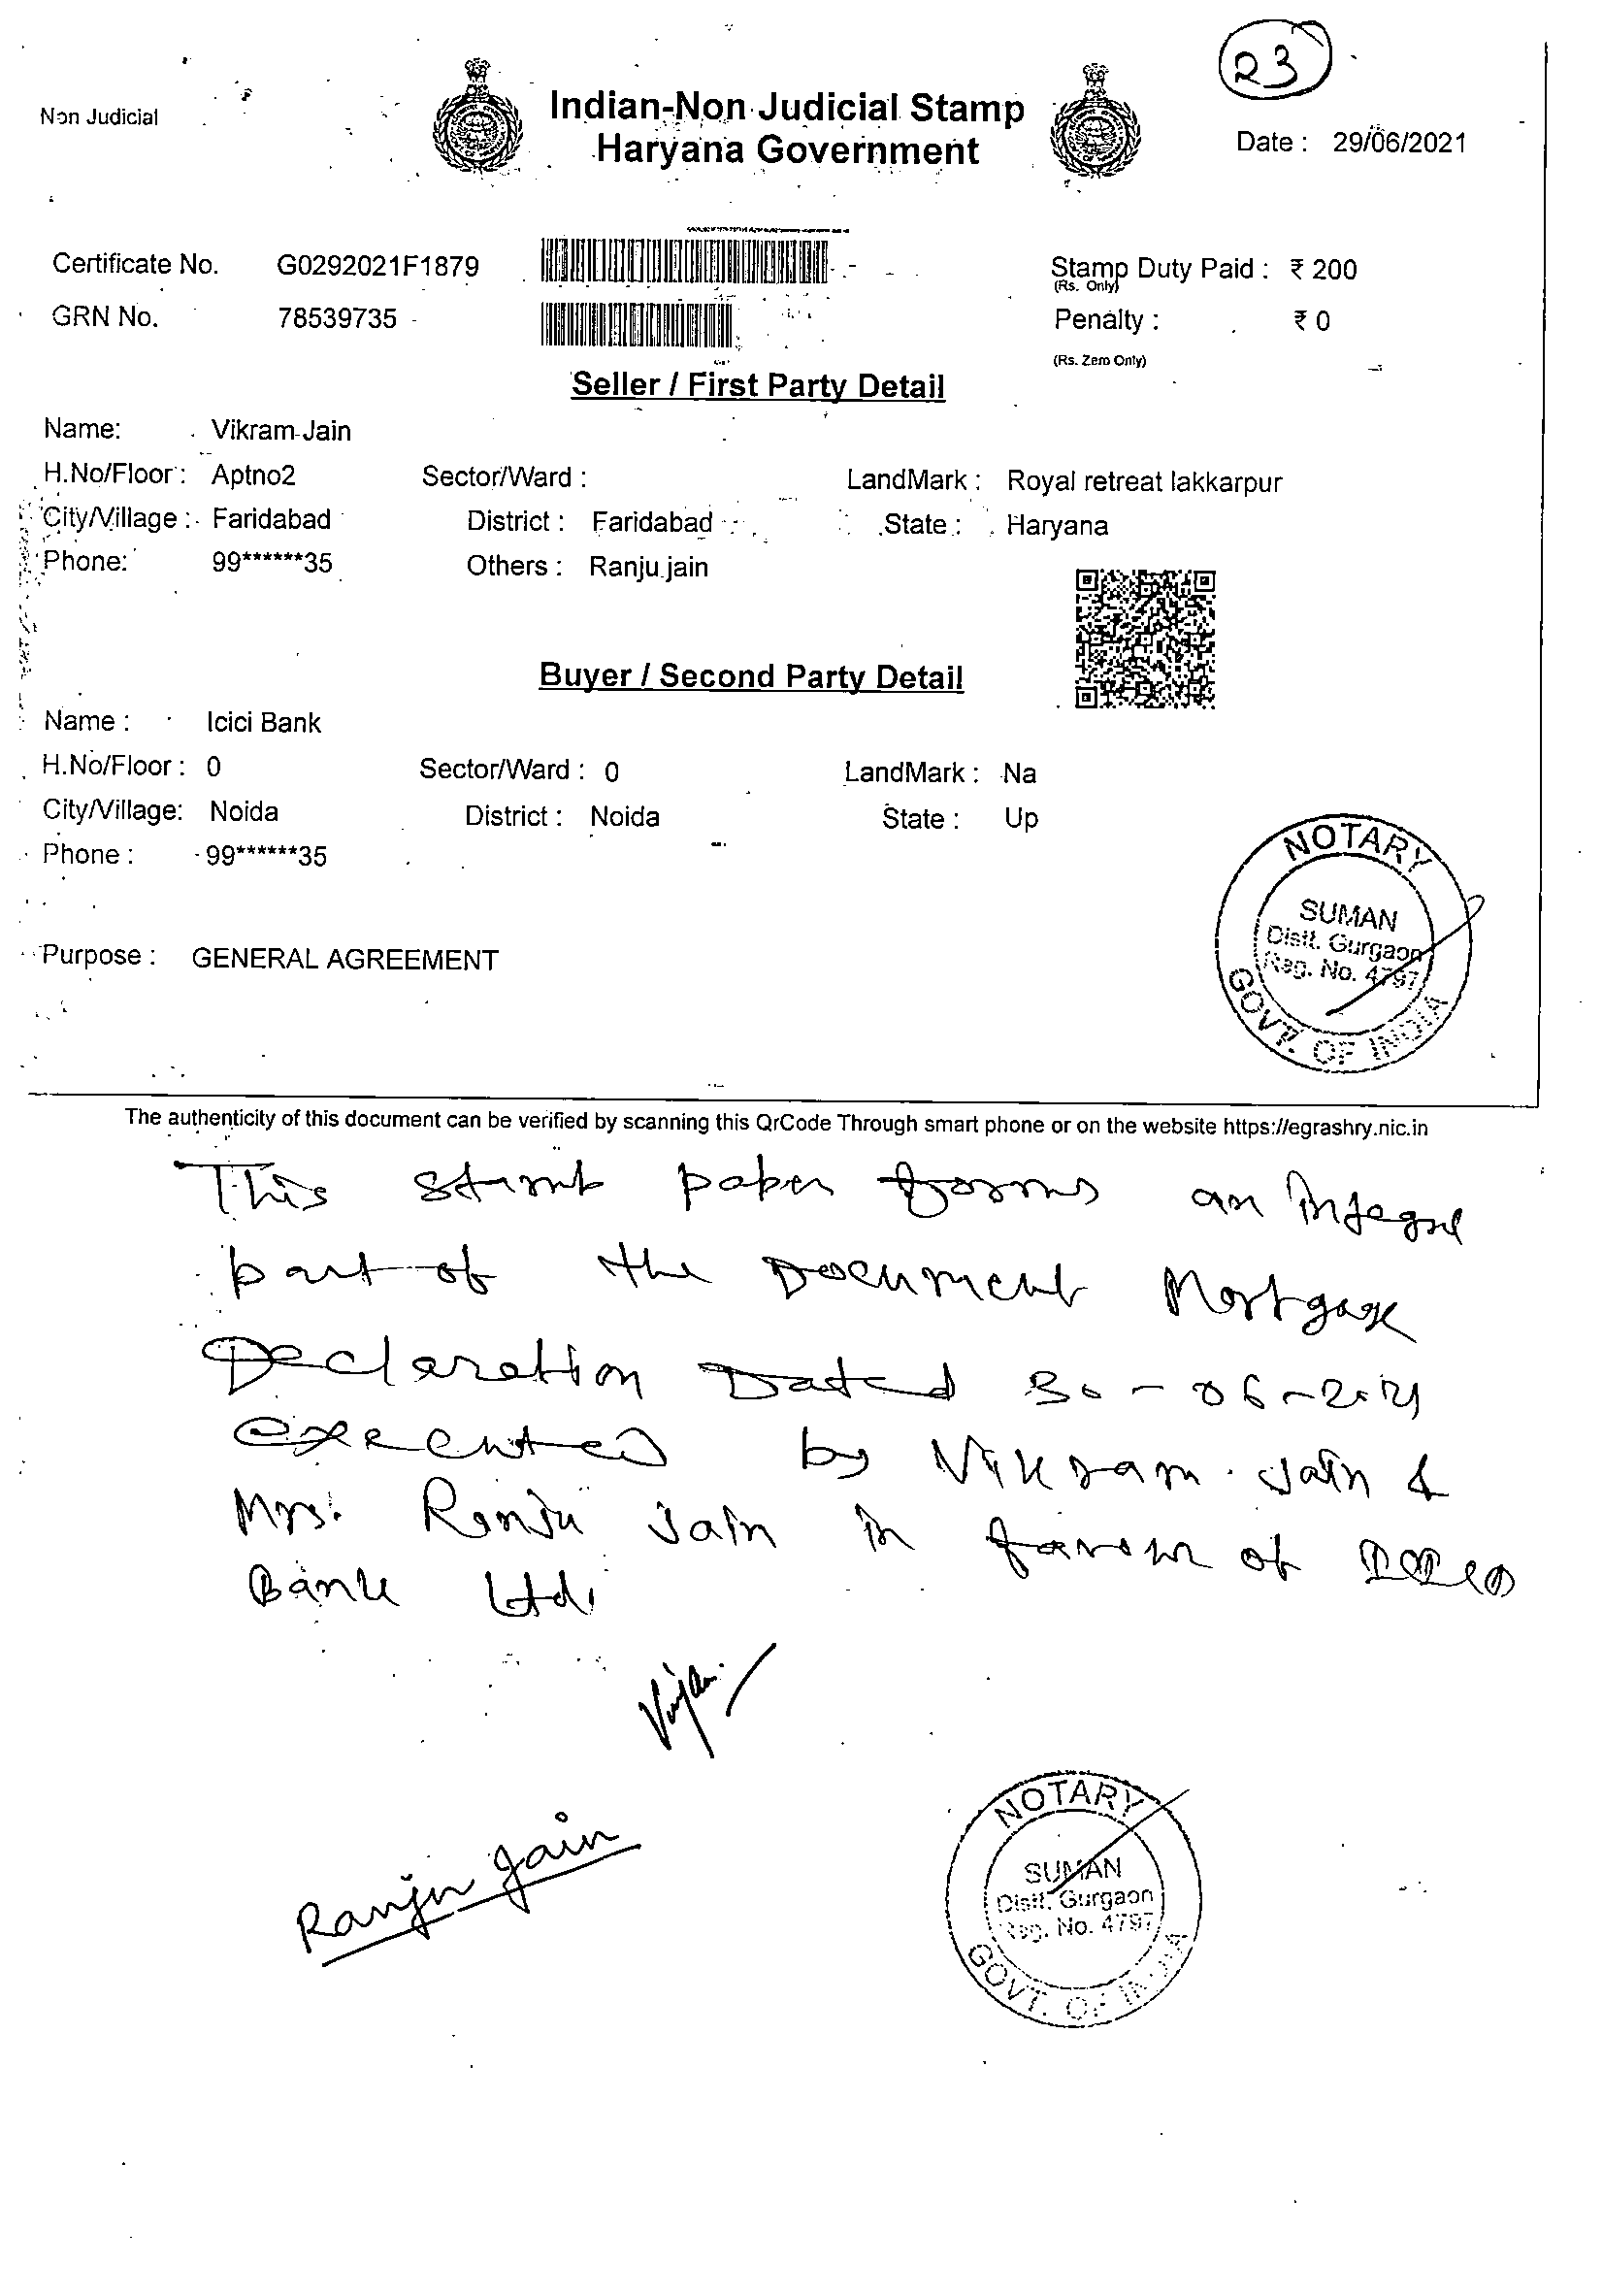 23
Non Judicial
Indian-Non Judicial Stamp
Haryana Government
Date : 29/06/2021
Certificate No. G0292021F1879
Stamp Duty Paid : ₹ 200
(Rs. Only)
GRN No. 78539735
Penalty : ₹ 0
(Rs. Zero Only)
Seller / First Party Detail
Name: Vikram Jain
H.No/Floor : Aptno2 Sector/Ward : LandMark : Royal retreat lakkarpur
City/Village : Faridabad District : Faridabad State : Haryana
Phone: 99******35 Others : Ranju jain
Buyer / Second Party Detail
Name : Icici Bank
H.No/Floor : 0 Sector/Ward : 0 LandMark : Na
City/Village: Noida District : Noida State : Up
Phone : 99******35
Purpose : GENERAL AGREEMENT
NOTARY
SUMAN
Distt. Gurgaon
Reg. No. 4797
GOVT. OF INDIA
The authenticity of this document can be verified by scanning this QrCode Through smart phone or on the website https://egrashry.nic.in
This stamp paper forms an integral
part of the Document Mortgage
Declaration Dated 30-06-2021
executed by Vikram Jain &
Mrs. Ranju Jain in favour of ICICI
Bank Ltd.
Ranju Jain
NOTARY
SUMAN
Distt. Gurgaon
Reg. No. 4797
GOVT. OF INDIA